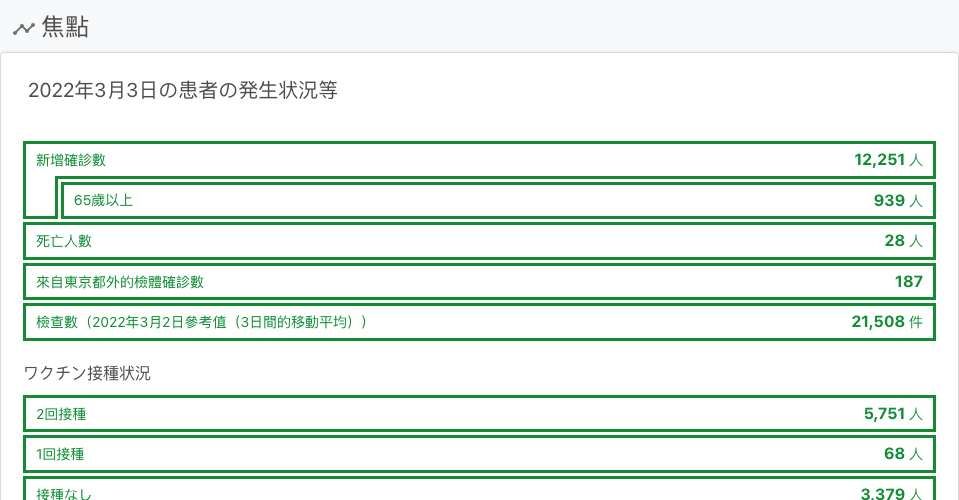 焦點
2022年3月3日の患者の発生状況等
新增確診數 12,251 人
65歲以上 939 人
死亡人數 28 人
來自東京都外的檢體確診數 187
檢查數（2022年3月2日參考值（3日間的移動平均）） 21,508 件
ワクチン接種状況
2回接種 5,751 人
1回接種 68 人
接種なし 3,379 人